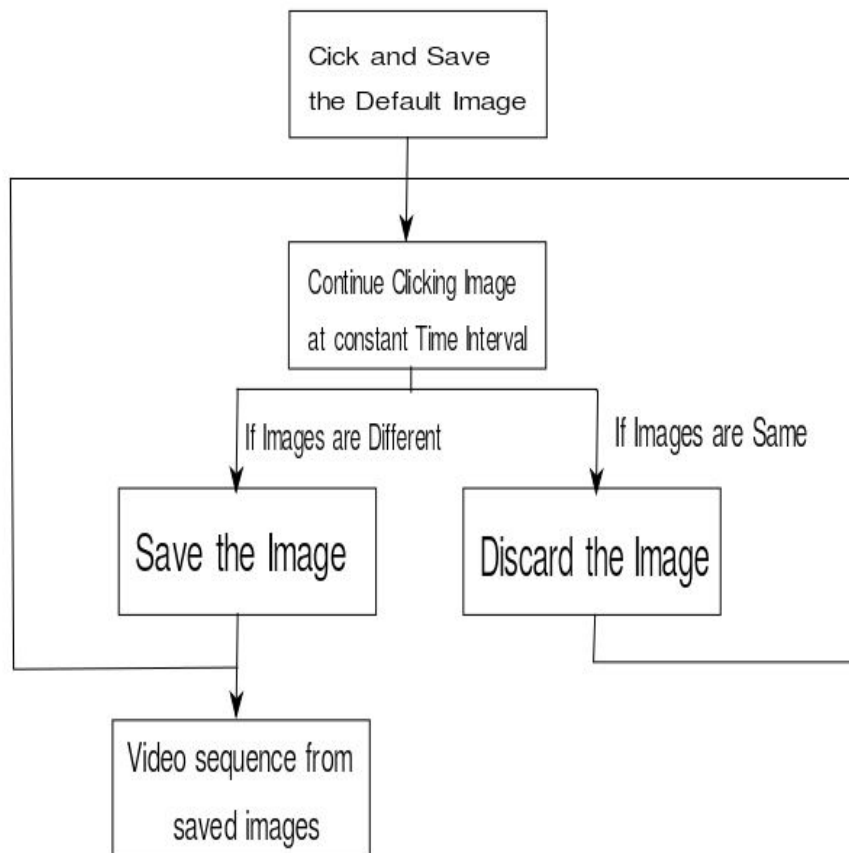 Cick and Save
the Default Image
Continue Clicking Image
at constant Time Interval
If Images are Different
If Images are Same
Save the Image
Discard the Image
Video sequence from
saved images